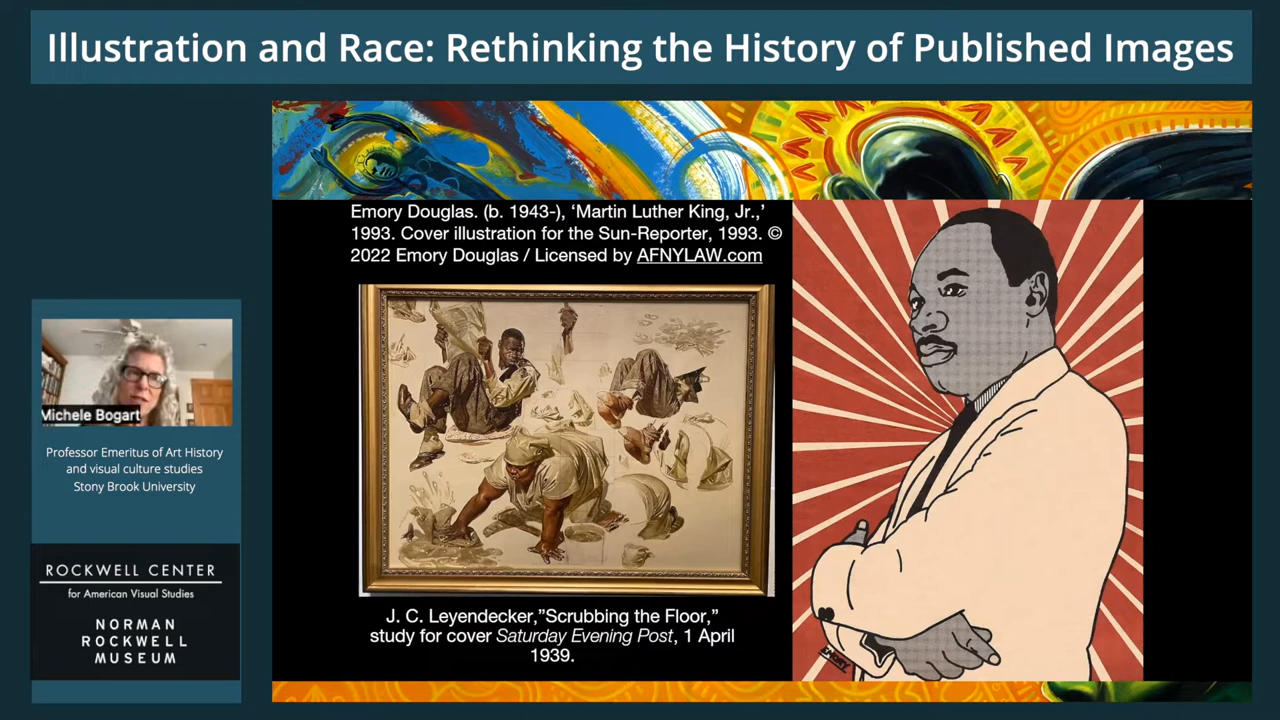 Illustration and Race: Rethinking the History of Published Images
Emory Douglas. (b. 1943-), ‘Martin Luther King, Jr.,’
1993. Cover illustration for the Sun-Reporter, 1993. ©
2022 Emory Douglas / Licensed by AFNYLAW.com
Michele Bogart
Professor Emeritus of Art History
and visual culture studies
Stony Brook University
ROCKWELL CENTER
for American Visual Studies
NORMAN
ROCKWELL
MUSEUM
J. C. Leyendecker,”Scrubbing the Floor,”
study for cover Saturday Evening Post, 1 April
1939.
EMORY